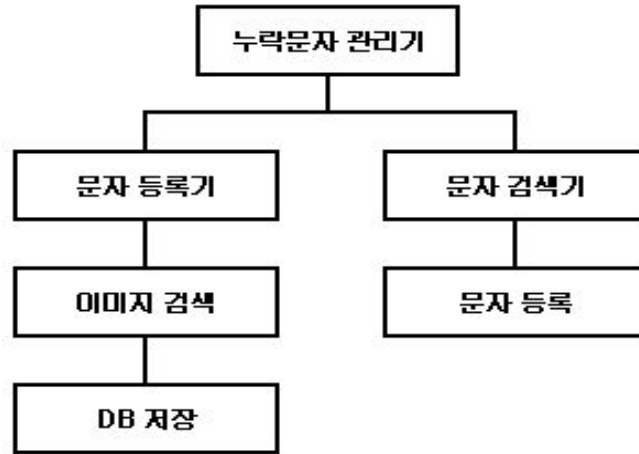 누락문자 관리기
문자 등록기
문자 검색기
이미지 검색
문자 등록
DB 저장